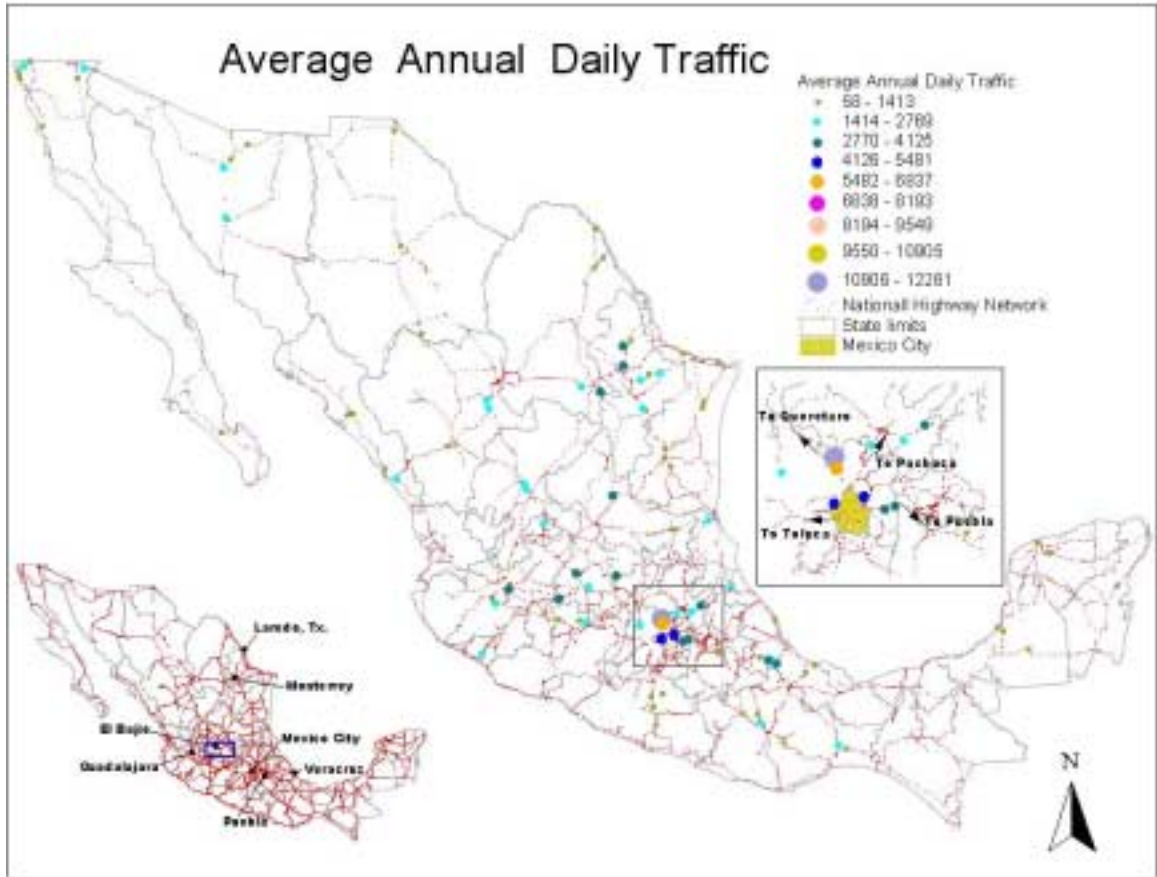 Average Annual Daily Traffic
Average Annual Daily Traffic
58 - 1413
1414 - 2769
2770 - 4125
4126 - 5481
5482 - 6837
6838 - 8193
8194 - 9549
9550 - 10905
10906 - 12261
Nationall Highway Network
State limits
Mexico City
To Queretaro
To Pachuca
To Puebla
To Toluca
Laredo, Tx.
Monterrey
El Bajio
Mexico City
Guadalajara
Veracruz
Puebla
N